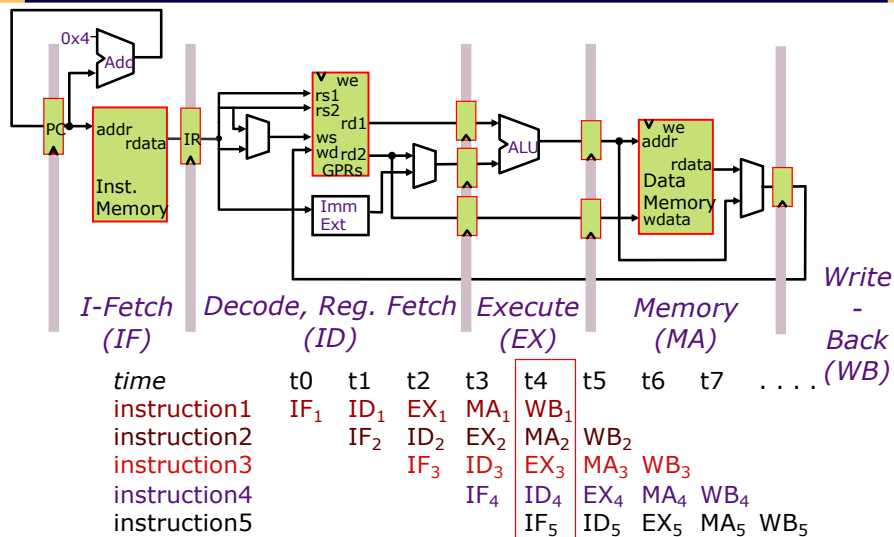 0x4
Add
PC
addr
rdata
Inst.
Memory
IR
we
rs1
rs2
rd1
ws
wd rd2
GPRs
Imm
Ext
ALU
we
addr
rdata
Data
Memory
wdata
I-Fetch
(IF)
Decode, Reg. Fetch
(ID)
Execute
(EX)
Memory
(MA)
Write
-
Back
(WB)
time t0 t1 t2 t3 t4 t5 t6 t7 . . . .
instruction1 IF₁ ID₁ EX₁ MA₁ WB₁
instruction2 IF₂ ID₂ EX₂ MA₂ WB₂
instruction3 IF₃ ID₃ EX₃ MA₃ WB₃
instruction4 IF₄ ID₄ EX₄ MA₄ WB₄
instruction5 IF₅ ID₅ EX₅ MA₅ WB₅